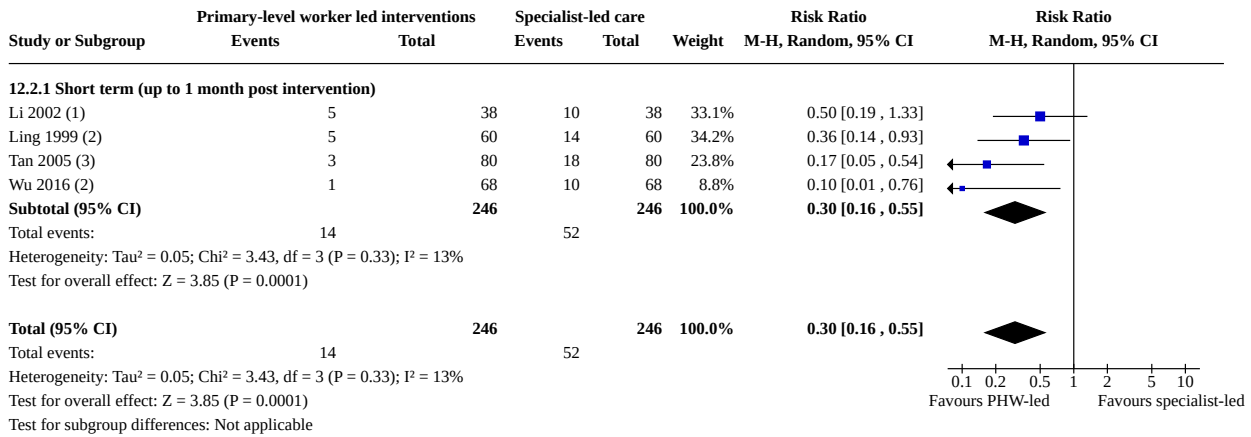 Primary-level worker led interventions Specialist-led care Risk Ratio Risk Ratio
Study or Subgroup Events Total Events Total Weight M-H, Random, 95% CI M-H, Random, 95% CI
12.2.1 Short term (up to 1 month post intervention)
Li 2002 (1) 5 38 10 38 33.1% 0.50 [0.19 , 1.33]
Ling 1999 (2) 5 60 14 60 34.2% 0.36 [0.14 , 0.93]
Tan 2005 (3) 3 80 18 80 23.8% 0.17 [0.05 , 0.54]
Wu 2016 (2) 1 68 10 68 8.8% 0.10 [0.01 , 0.76]
Subtotal (95% CI) 246 246 100.0% 0.30 [0.16 , 0.55]
Total events: 14 52
Heterogeneity: Tau² = 0.05; Chi² = 3.43, df = 3 (P = 0.33); I² = 13%
Test for overall effect: Z = 3.85 (P = 0.0001)
Total (95% CI) 246 246 100.0% 0.30 [0.16 , 0.55]
Total events: 14 52
Heterogeneity: Tau² = 0.05; Chi² = 3.43, df = 3 (P = 0.33); I² = 13%
0.1 0.2 0.5 1 2 5 10
Test for overall effect: Z = 3.85 (P = 0.0001) Favours PHW-led Favours specialist-led
Test for subgroup differences: Not applicable